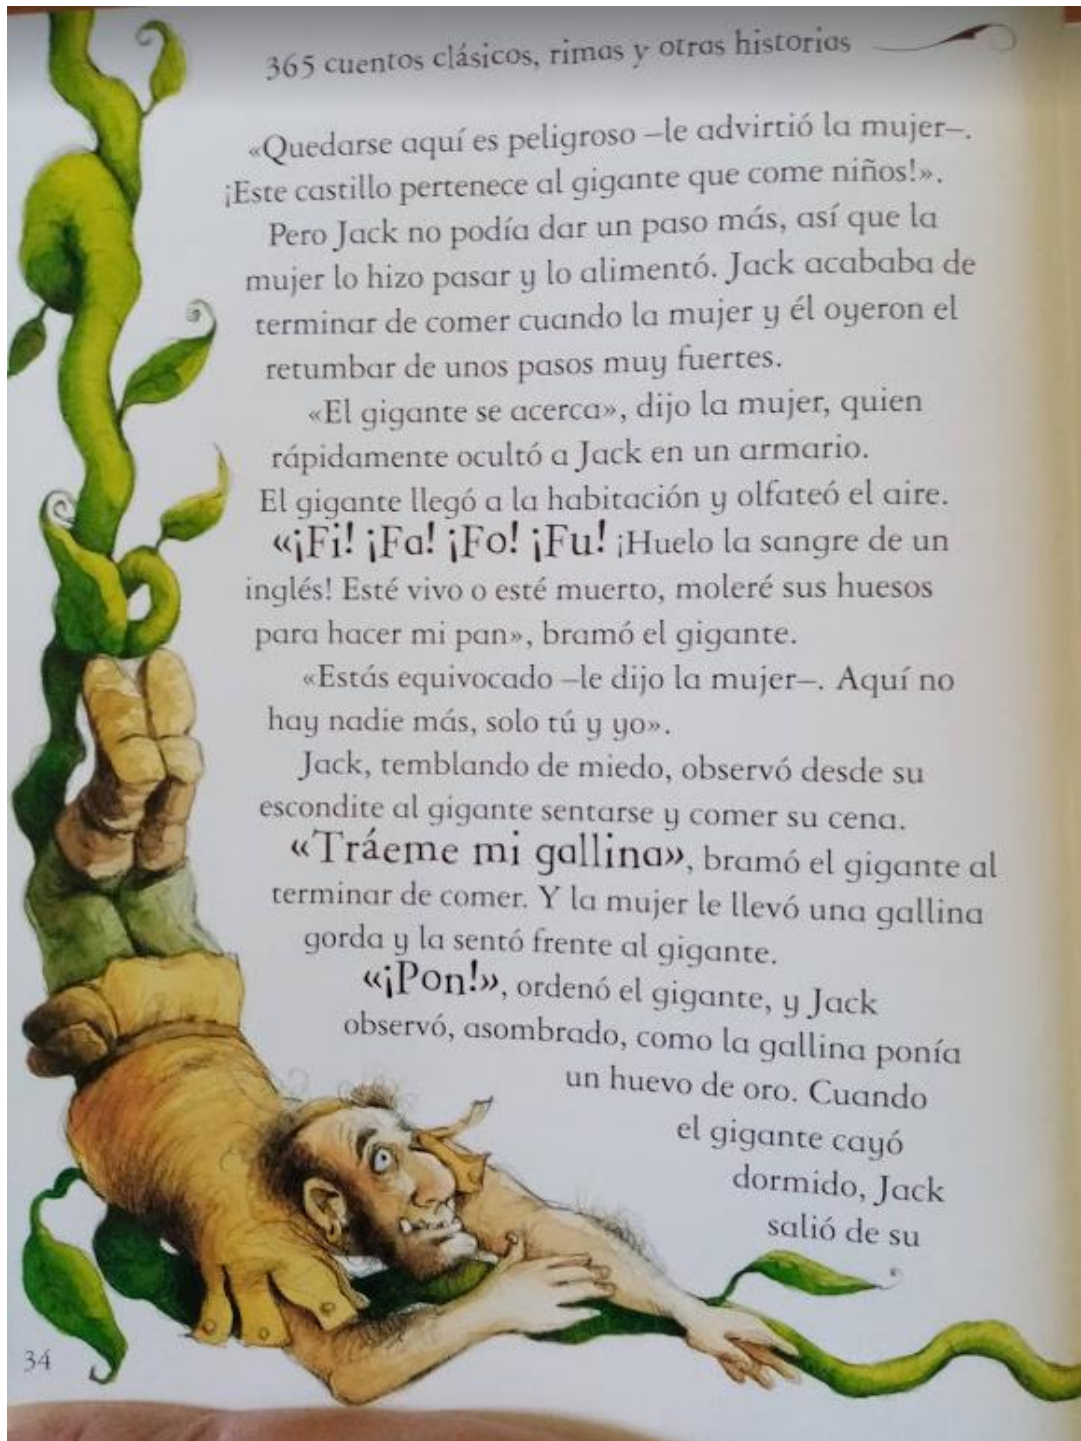 365 cuentos clásicos, rimas y otras historias
«Quedarse aquí es peligroso –le advirtió la mujer–.
¡Este castillo pertenece al gigante que come niños!».
Pero Jack no podía dar un paso más, así que la
mujer lo hizo pasar y lo alimentó. Jack acababa de
terminar de comer cuando la mujer y él oyeron el
retumbar de unos pasos muy fuertes.
«El gigante se acerca», dijo la mujer, quien
rápidamente ocultó a Jack en un armario.
El gigante llegó a la habitación y olfateó el aire.
«¡Fi! ¡Fa! ¡Fo! ¡Fu! ¡Huelo la sangre de un
inglés! Esté vivo o esté muerto, moleré sus huesos
para hacer mi pan», bramó el gigante.
«Estás equivocado –le dijo la mujer–. Aquí no
hay nadie más, solo tú y yo».
Jack, temblando de miedo, observó desde su
escondite al gigante sentarse y comer su cena.
«Tráeme mi gallina», bramó el gigante al
terminar de comer. Y la mujer le llevó una gallina
gorda y la sentó frente al gigante.
«¡Pon!», ordenó el gigante, y Jack
observó, asombrado, como la gallina ponía
un huevo de oro. Cuando
el gigante cayó
dormido, Jack
salió de su
34